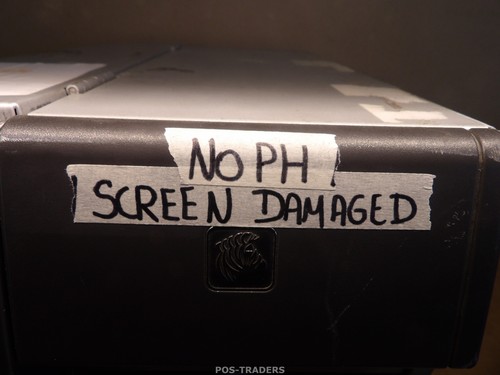 NO PH
SCREEN DAMAGED
POS-TRADERS